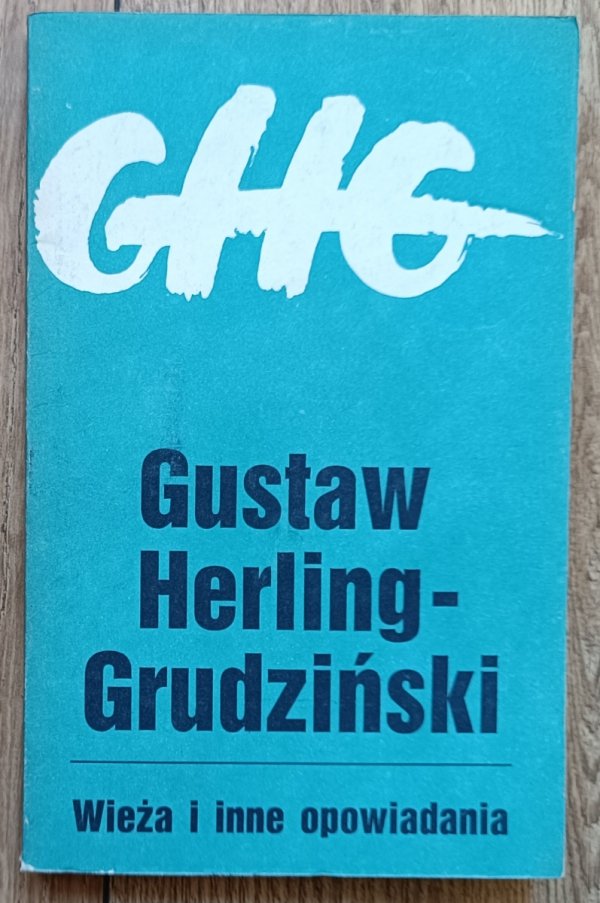 GHG
Gustaw
Herling-
Grudziński
Wieża i inne opowiadania